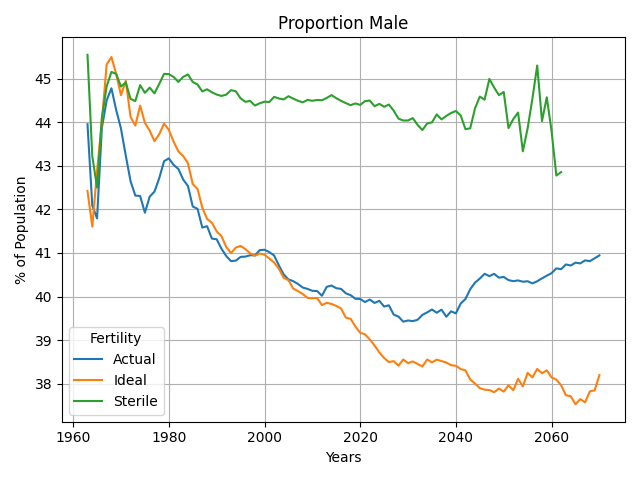 Proportion Male
% of Population
45
44
43
42
41
40
39
38
Fertility
Actual
Ideal
Sterile
1960
1980
2000
2020
2040
2060
Years